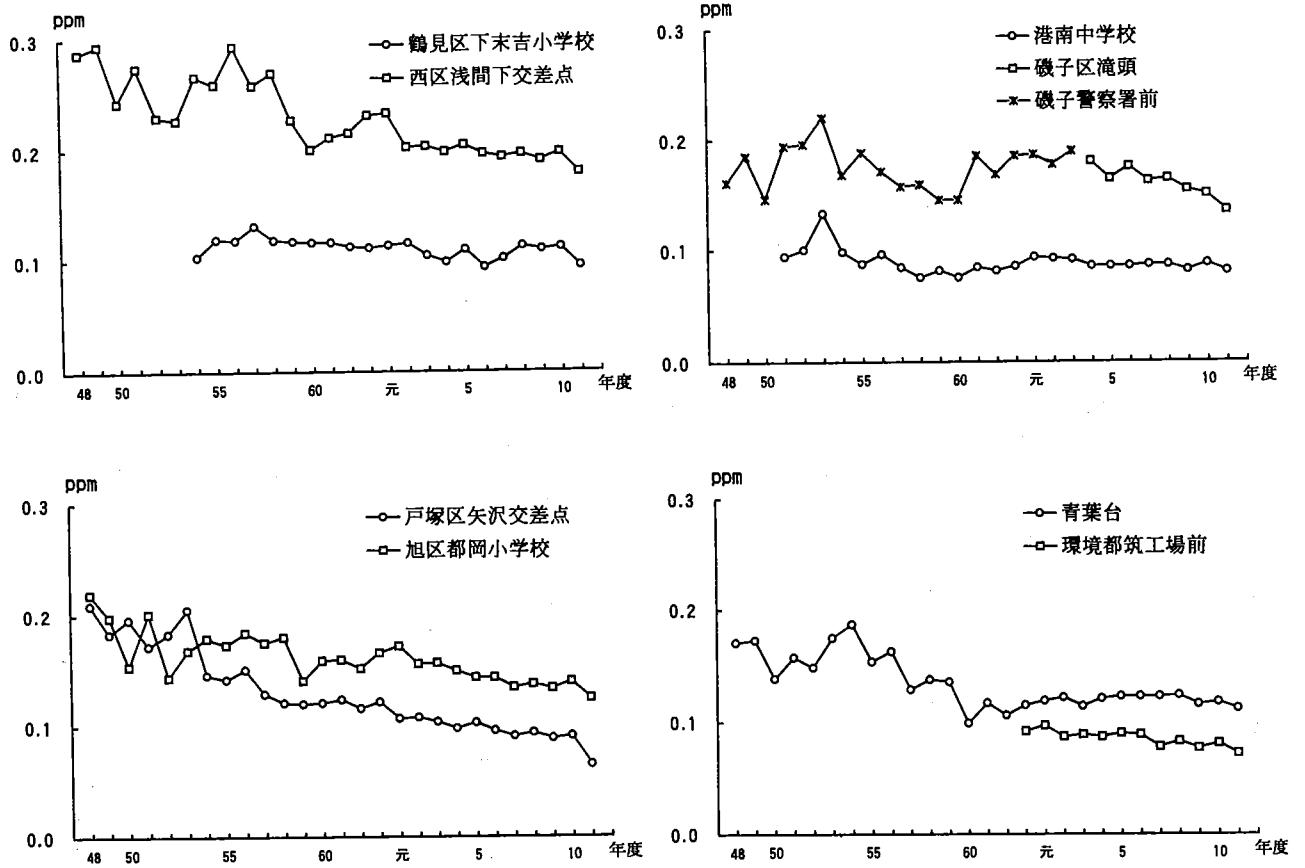 ppm
0.3
0.2
0.1
0.0
鶴見区下末吉小学校
西区浅間下交差点
48 50 55 60 元 5 10 年度
ppm
0.3
0.2
0.1
0.0
港南中学校
磯子区滝頭
磯子警察署前
48 50 55 60 元 5 10 年度
ppm
0.3
0.2
0.1
0.0
戸塚区矢沢交差点
旭区都岡小学校
48 50 55 60 元 5 10 年度
ppm
0.3
0.2
0.1
0.0
青葉台
環境都筑工場前
48 50 55 60 元 5 10 年度